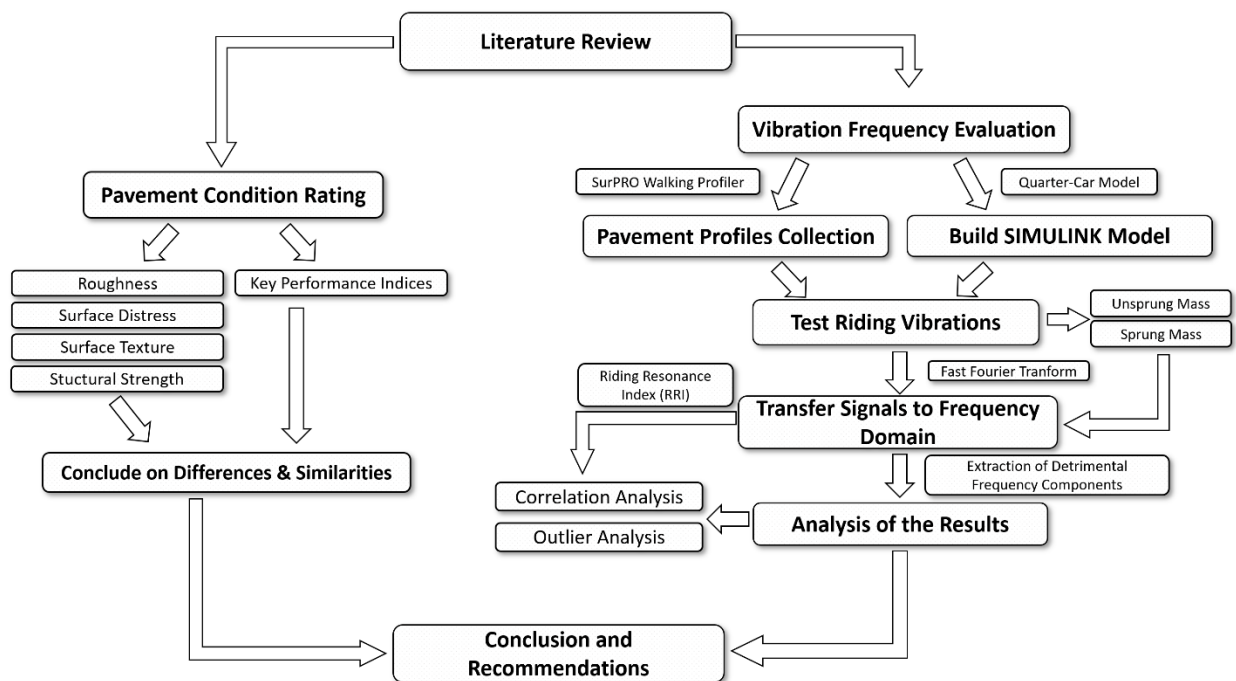 Literature Review
Vibration Frequency Evaluation
SurPRO Walking Profiler
Quarter-Car Model
Pavement Condition Rating
Pavement Profiles Collection
Build SIMULINK Model
Roughness
Key Performance Indices
Surface Distress
Surface Texture
Stuctural Strength
Test Riding Vibrations
Unsprung Mass
Sprung Mass
Fast Fourier Tranform
Riding Resonance
Index (RRI)
Transfer Signals to Frequency
Domain
Conclude on Differences & Similarities
Extraction of Detrimental
Frequency Components
Correlation Analysis
Outlier Analysis
Analysis of the Results
Conclusion and
Recommendations